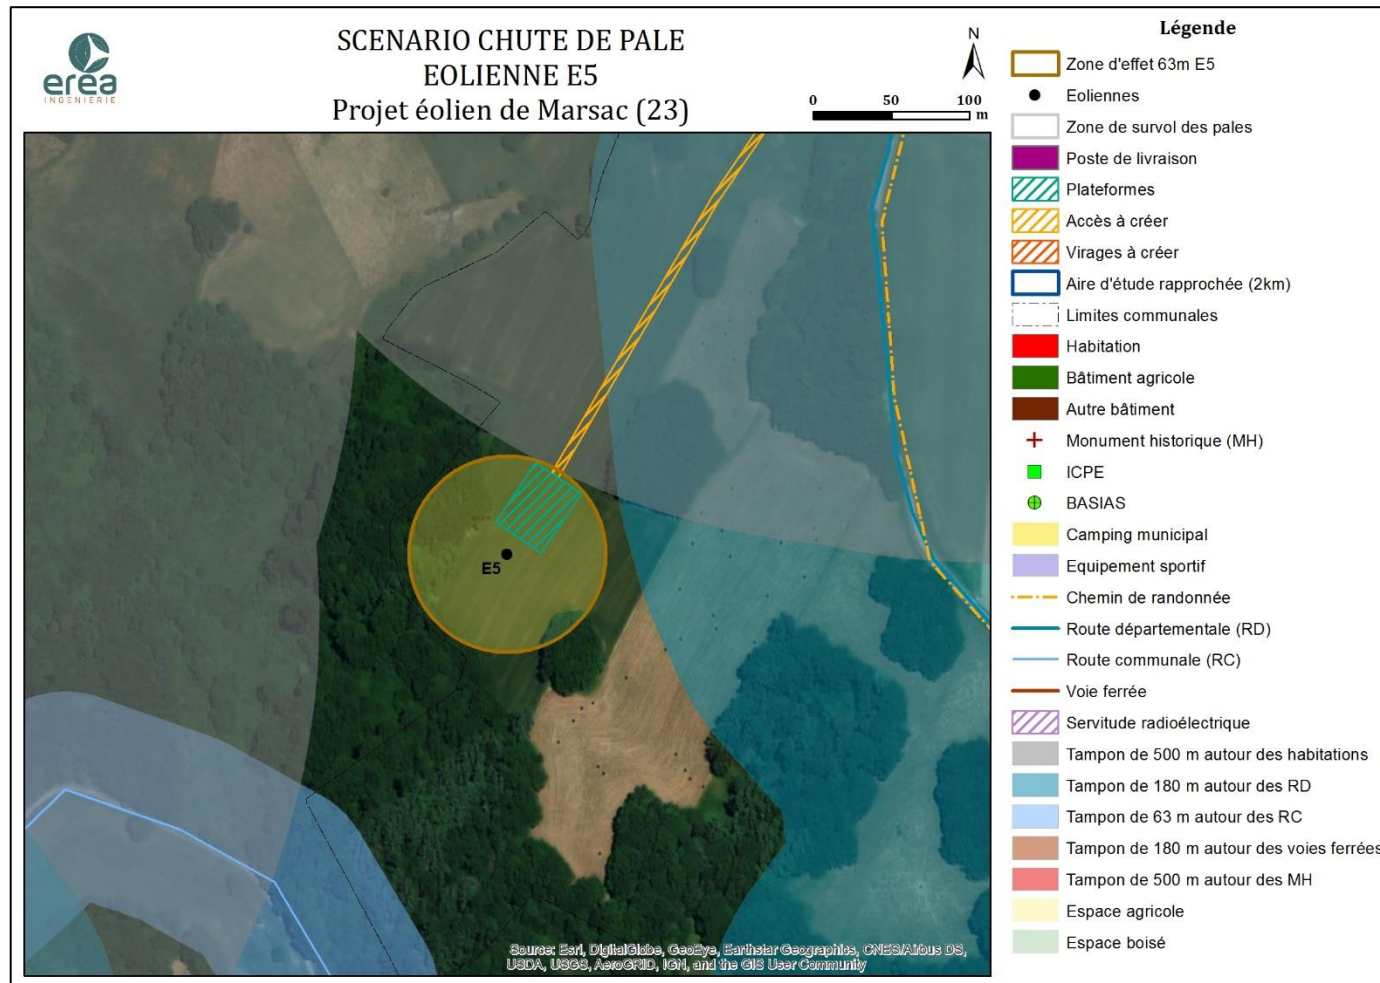 erea
INGENIERIE
SCENARIO CHUTE DE PALE
EOLIENNE E5
Projet éolien de Marsac (23)
N
0 50 100
m
E5
Source: Esri, DigitalGlobe, GeoEye, Earthstar Geographics, CNES/Airbus DS,
USDA, USGS, AeroGRID, IGN, and the GIS User Community
Légende
Zone d'effet 63m E5
Eoliennes
Zone de survol des pales
Poste de livraison
Plateformes
Accès à créer
Virages à créer
Aire d'étude rapprochée (2km)
Limites communales
Habitation
Bâtiment agricole
Autre bâtiment
Monument historique (MH)
ICPE
BASIAS
Camping municipal
Equipement sportif
Chemin de randonnée
Route départementale (RD)
Route communale (RC)
Voie ferrée
Servitude radioélectrique
Tampon de 500 m autour des habitations
Tampon de 180 m autour des RD
Tampon de 63 m autour des RC
Tampon de 180 m autour des voies ferrées
Tampon de 500 m autour des MH
Espace agricole
Espace boisé